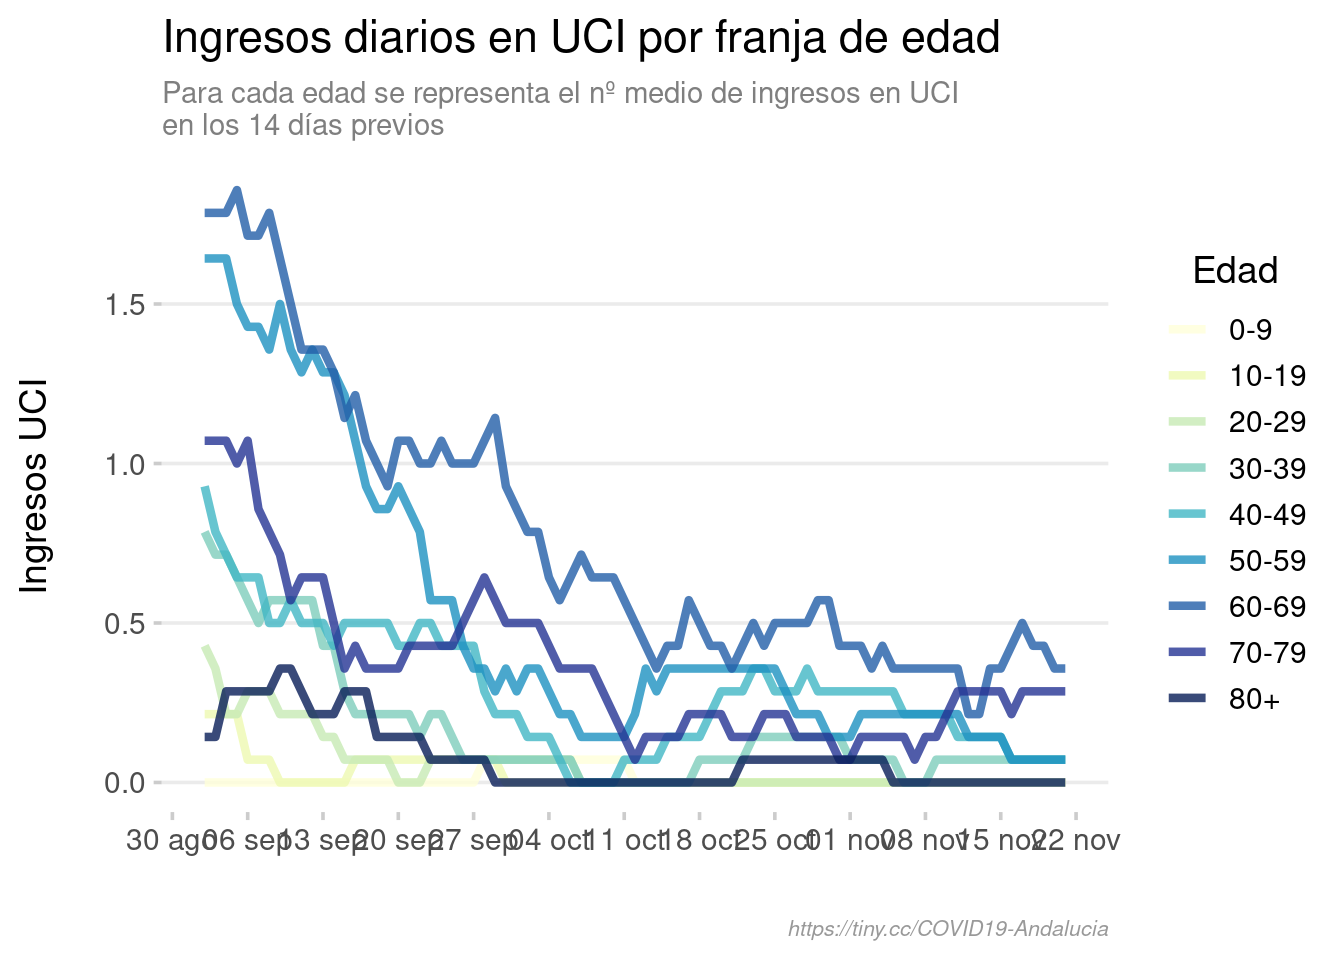 Ingresos diarios en UCI por franja de edad
Para cada edad se representa el nº medio de ingresos en UCI
en los 14 días previos
Ingresos UCI
1.5
1.0
0.5
0.0
30 ago 06 sep 13 sep 20 sep 27 sep 04 oct 11 oct 18 oct 25 oct 01 nov 08 nov 15 nov 22 nov
Edad
0-9
10-19
20-29
30-39
40-49
50-59
60-69
70-79
80+
https://tiny.cc/COVID19-Andalucia